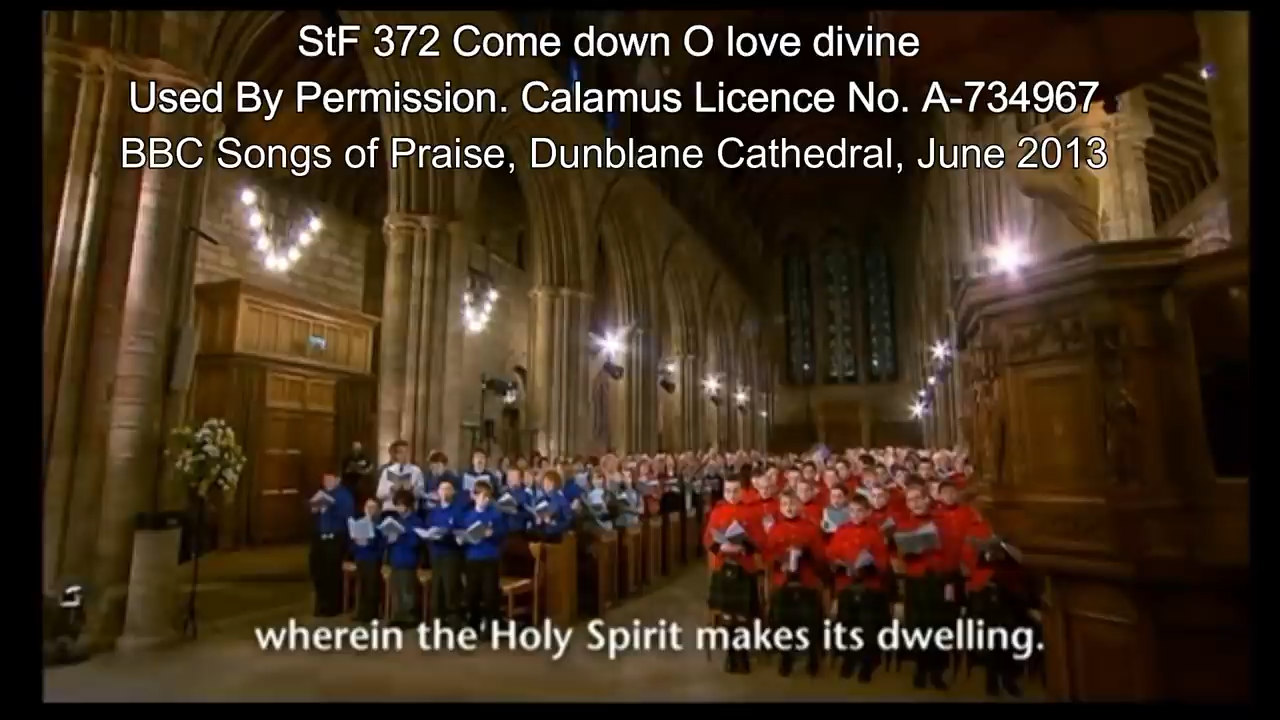 StF 372 Come down O love divine
Used By Permission. Calamus Licence No. A-734967
BBC Songs of Praise, Dunblane Cathedral, June 2013
wherein the Holy Spirit makes its dwelling.